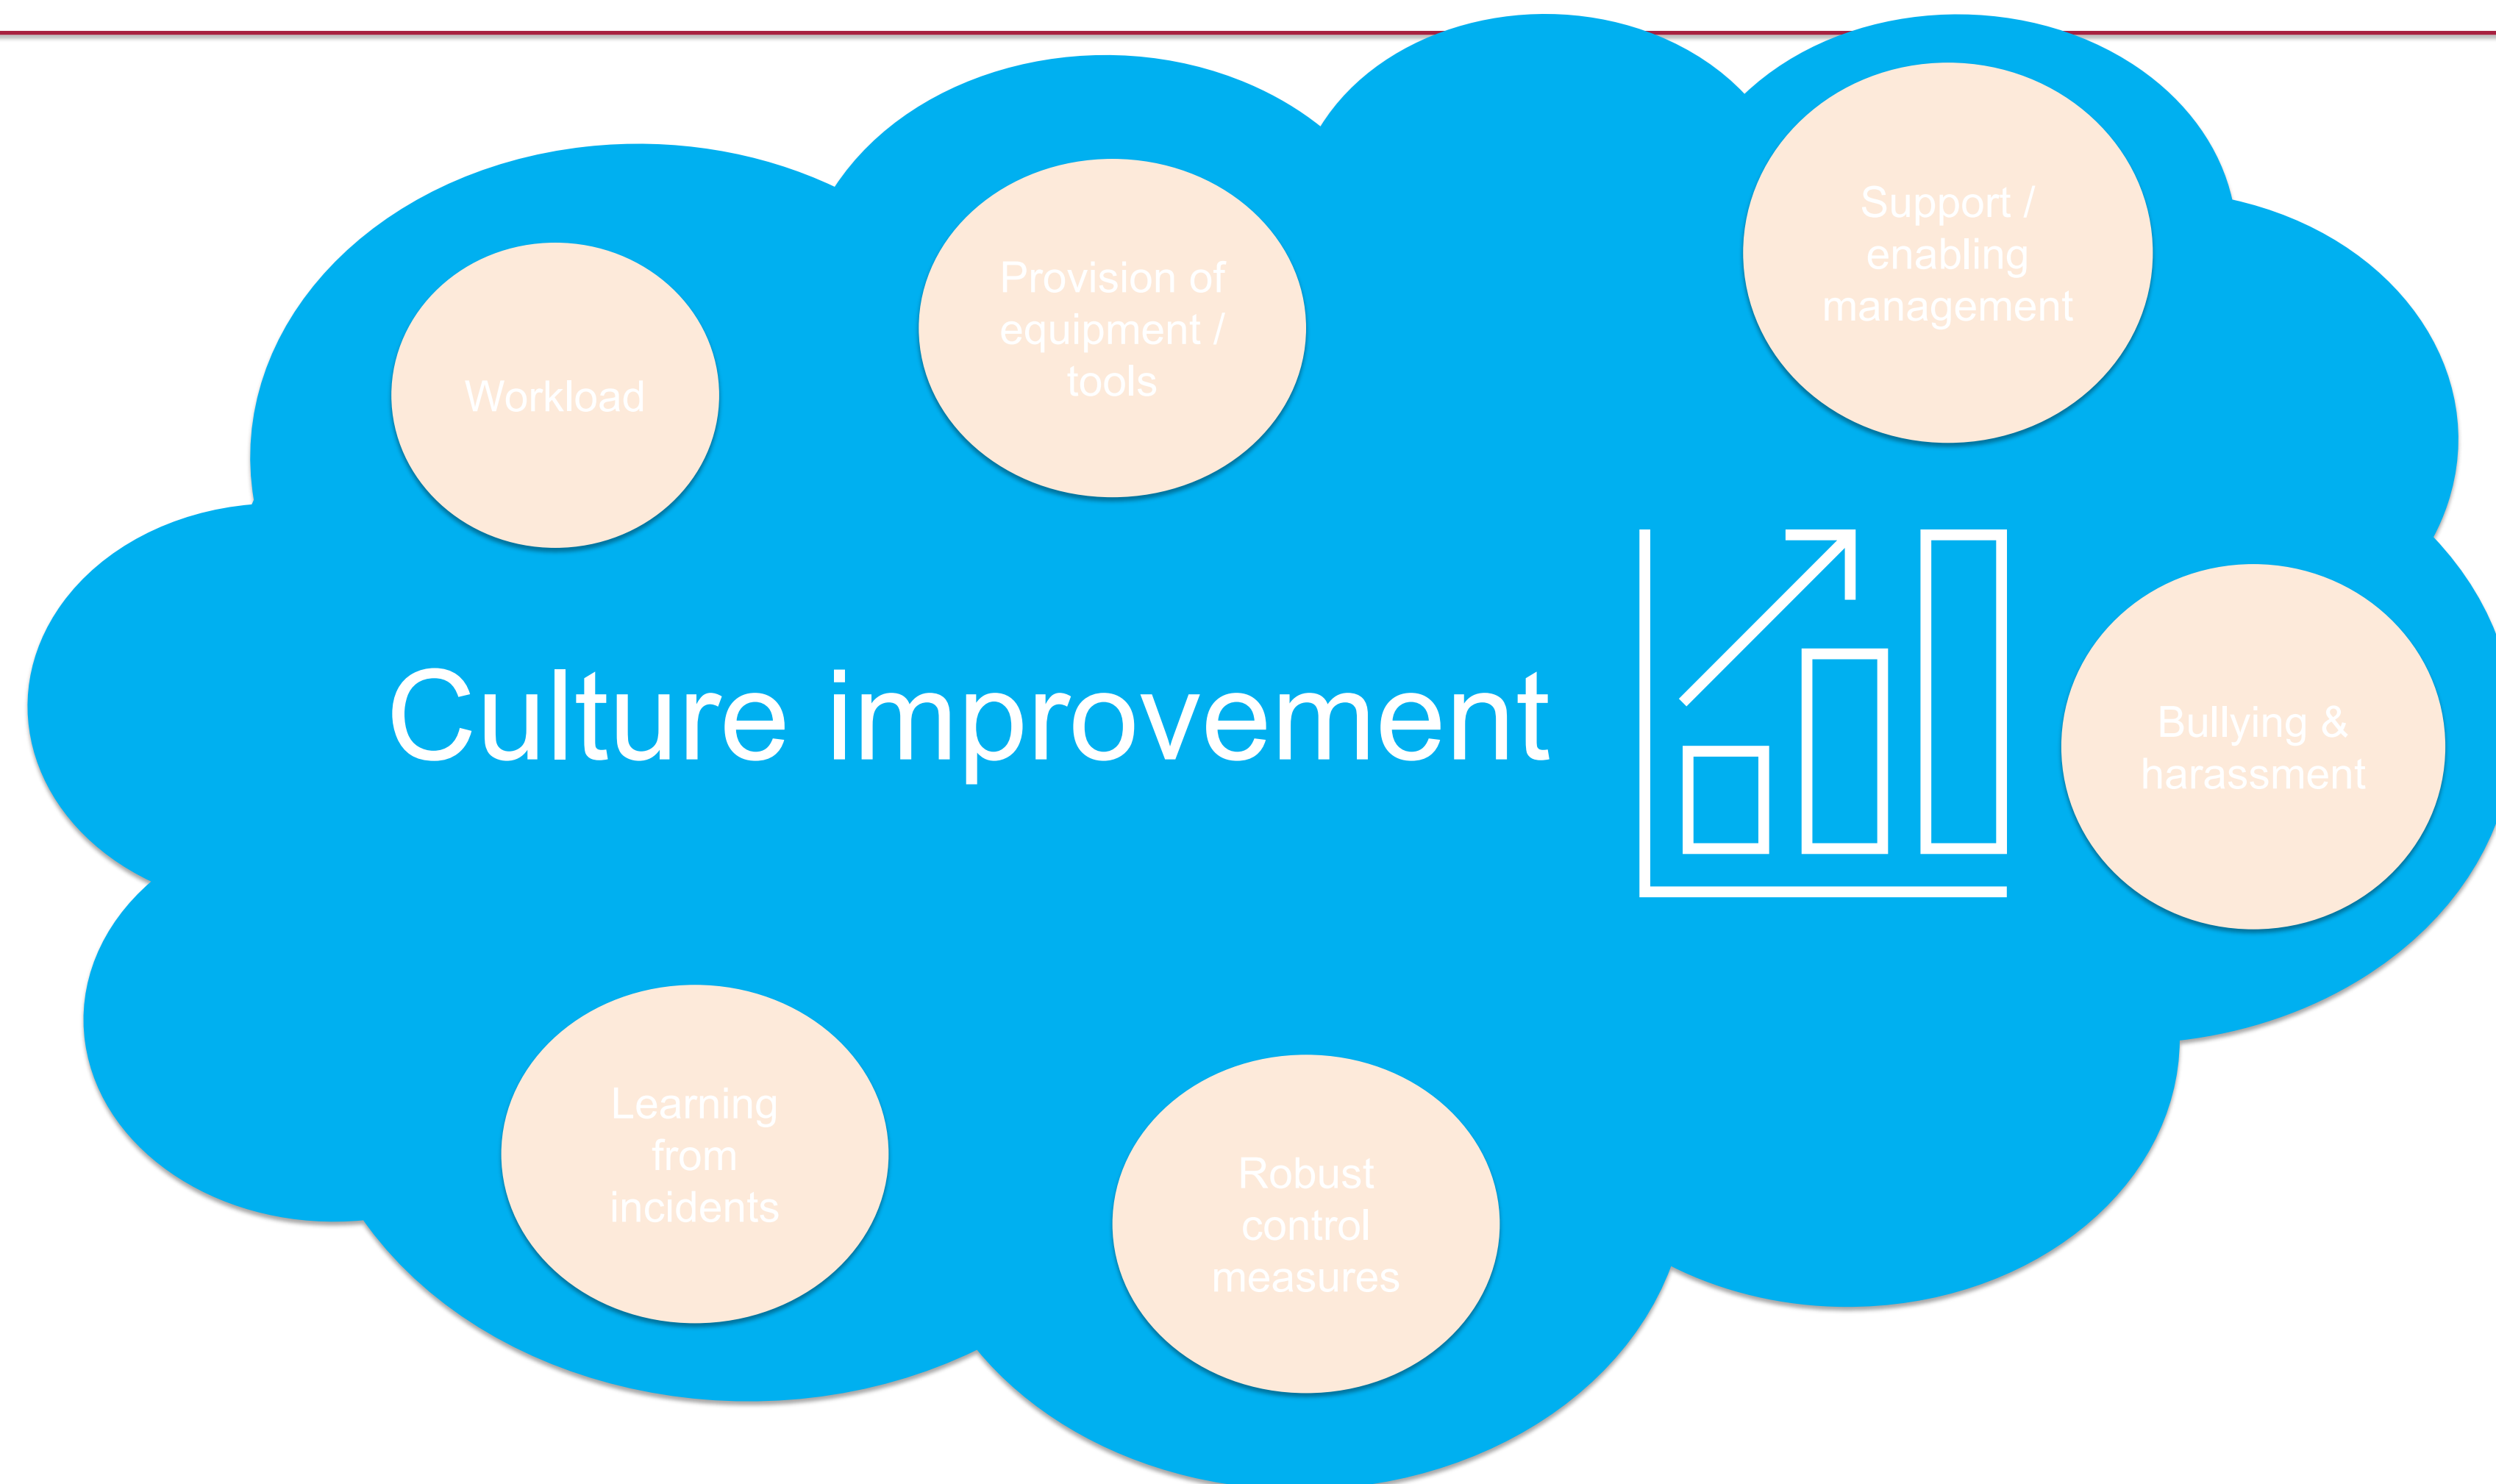 Support /
enabling
management
Provision of
equipment /
tools
Workload
Culture improvement
Bullying &
harassment
Learning
from
incidents
Robust
control
measures